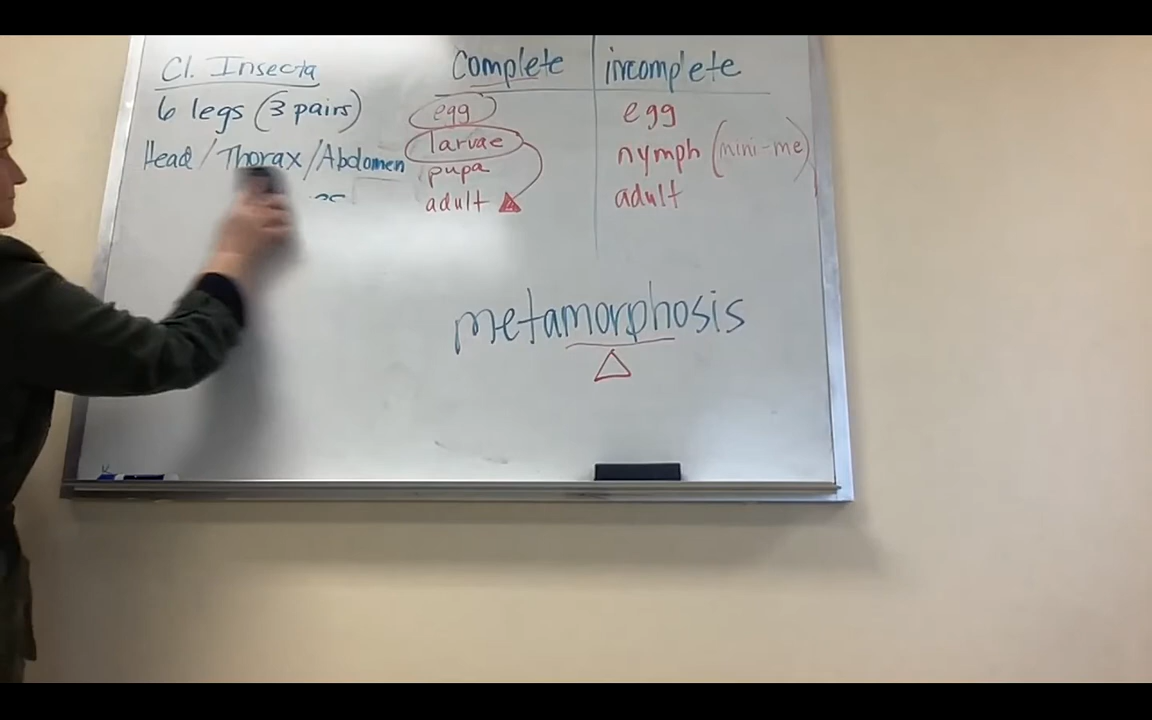 Cl. Insecta
6 legs (3 pairs)
Head / Thorax / Abdomen
Complete
egg
larvae
pupa
adult
incomplete
egg
nymph (mini-me)
adult
metamorphosis